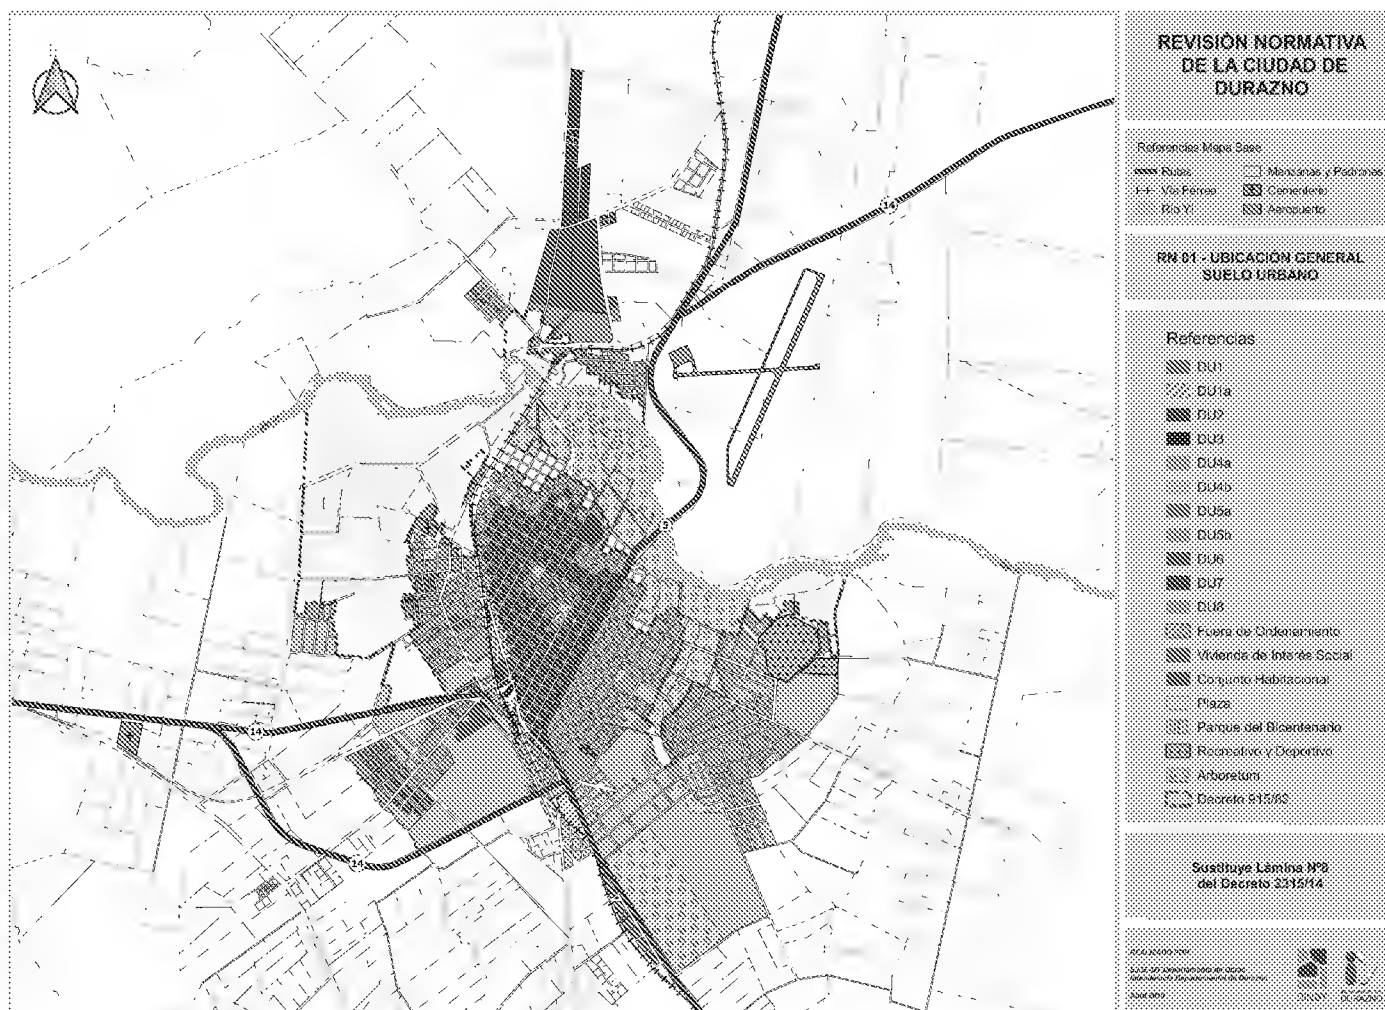 REVISION NORMATIVA
DE LA CIUDAD DE
DURAZNO
Referencias Mapa Base
Rutas
Manzanas y Padrones
Vía Férrea
Cementerio
Río Yí
Aeropuerto
RN 01 - UBICACIÓN GENERAL
SUELO URBANO
Referencias
DU1
DU1a
DU2
DU3
DU4a
DU4b
DU5a
DU5b
DU6
DU7
DU8
Fuera de Ordenamiento
Vivienda de Interés Social
Conjunto Habitacional
Plaza
Parque del Bicentenario
Recreativo y Deportivo
Arboretum
Decreto 915/82
Sustituye Lámina Nº8
del Decreto 2315/14
DURAZNO
14
5
14
14